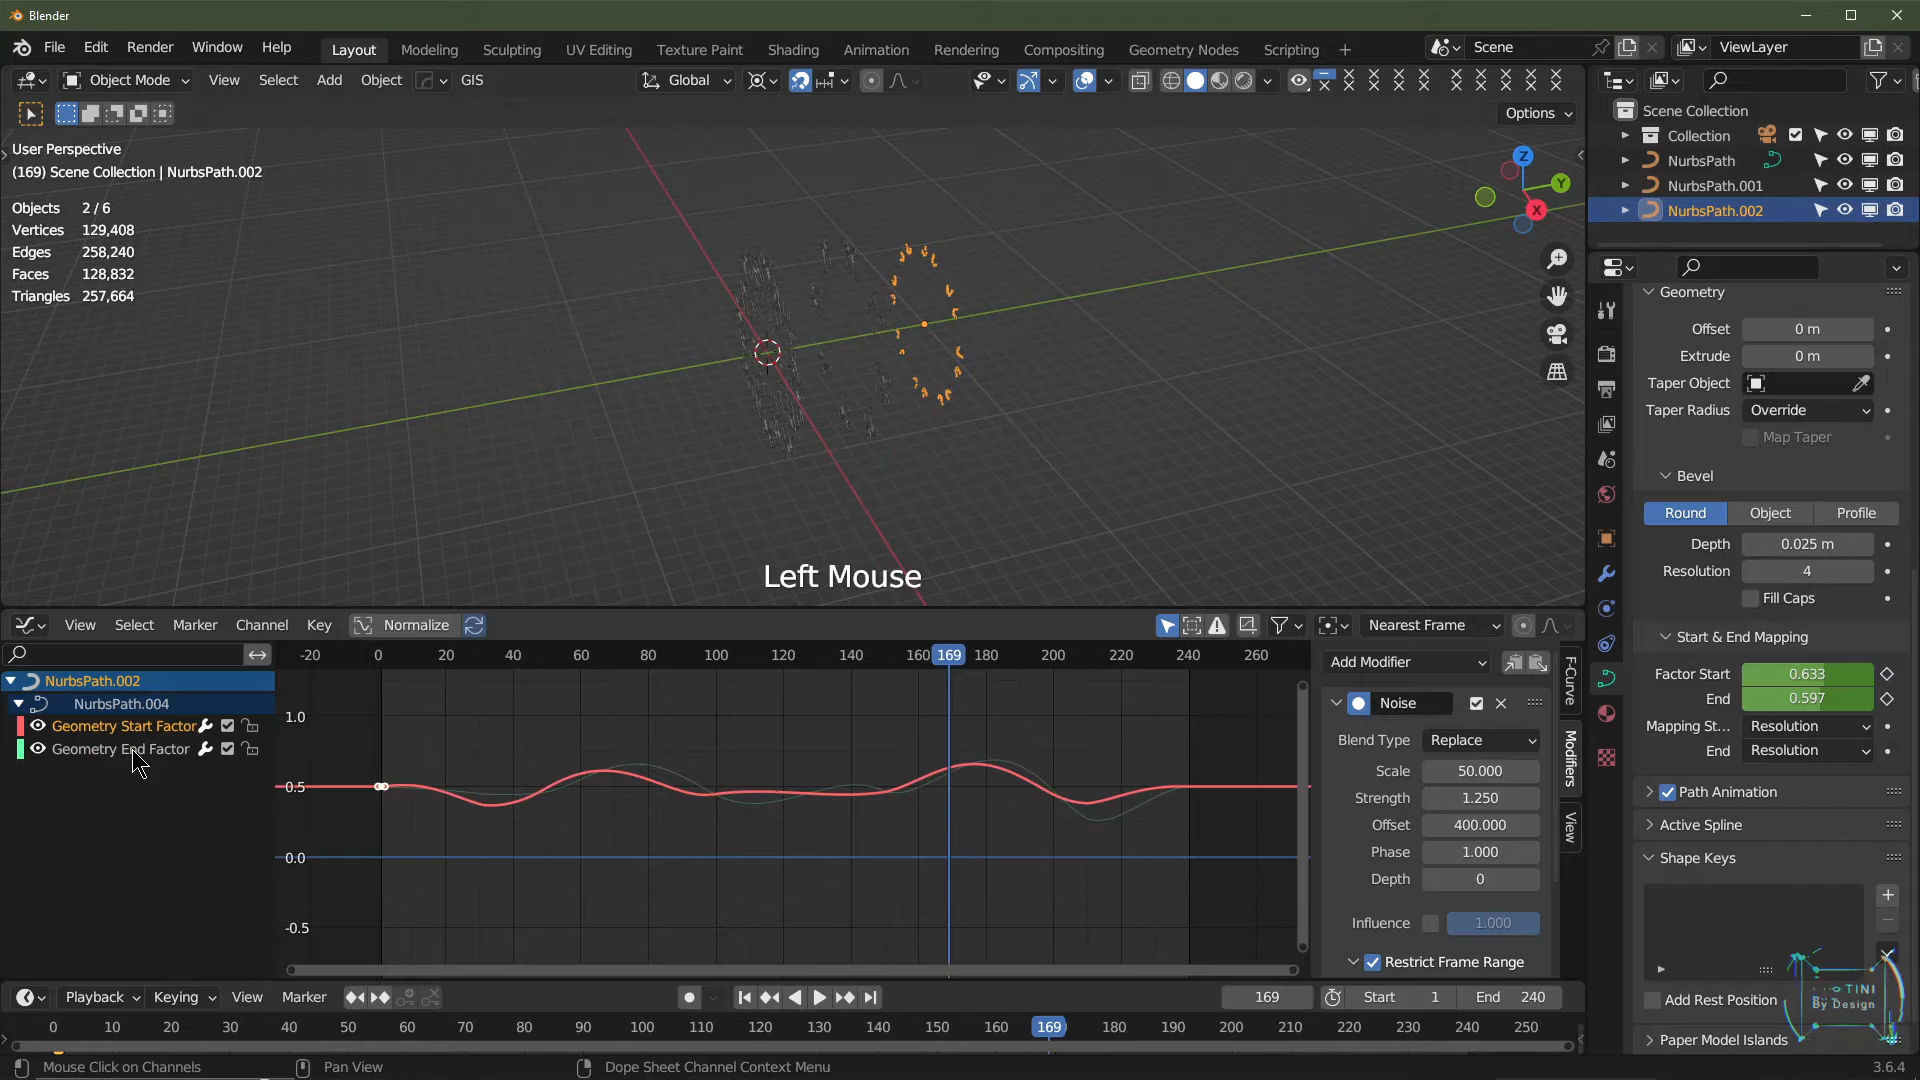 Blender
File Edit Render Window Help Layout Modeling Sculpting UV Editing Texture Paint Shading Animation Rendering Compositing Geometry Nodes Scripting + Scene ViewLayer
Object Mode View Select Add Object GIS Global
Options
User Perspective
(169) Scene Collection | NurbsPath.002
Objects 2 / 6
Vertices 129,408
Edges 258,240
Faces 128,832
Triangles 257,664
Z
Y
X
Left Mouse
Scene Collection
Collection
NurbsPath
NurbsPath.001
NurbsPath.002
Geometry
Offset 0 m
Extrude 0 m
Taper Object
Taper Radius Override
Map Taper
Bevel
Round Object Profile
Depth 0.025 m
Resolution 4
Fill Caps
Start & End Mapping
Factor Start 0.633
End 0.597
Mapping St... Resolution
End Resolution
Path Animation
Active Spline
Shape Keys
Add Rest Position
Paper Model Islands
View Select Marker Channel Key Normalize Nearest Frame
-20 0 20 40 60 80 100 120 140 160 169 180 200 220 240 260
NurbsPath.002
NurbsPath.004
Geometry Start Factor
Geometry End Factor
1.0
0.5
0.0
-0.5
Add Modifier
Noise
Blend Type Replace
Scale 50.000
Strength 1.250
Offset 400.000
Phase 1.000
Depth 0
Influence 1.000
Restrict Frame Range
F-Curve
Modifiers
View
Playback Keying View Marker 169 Start 1 End 240
0 10 20 30 40 50 60 70 80 90 100 110 120 130 140 150 160 169 180 190 200 210 220 230 240 250
Mouse Click on Channels Pan View Dope Sheet Channel Context Menu 3.6.4
By Design